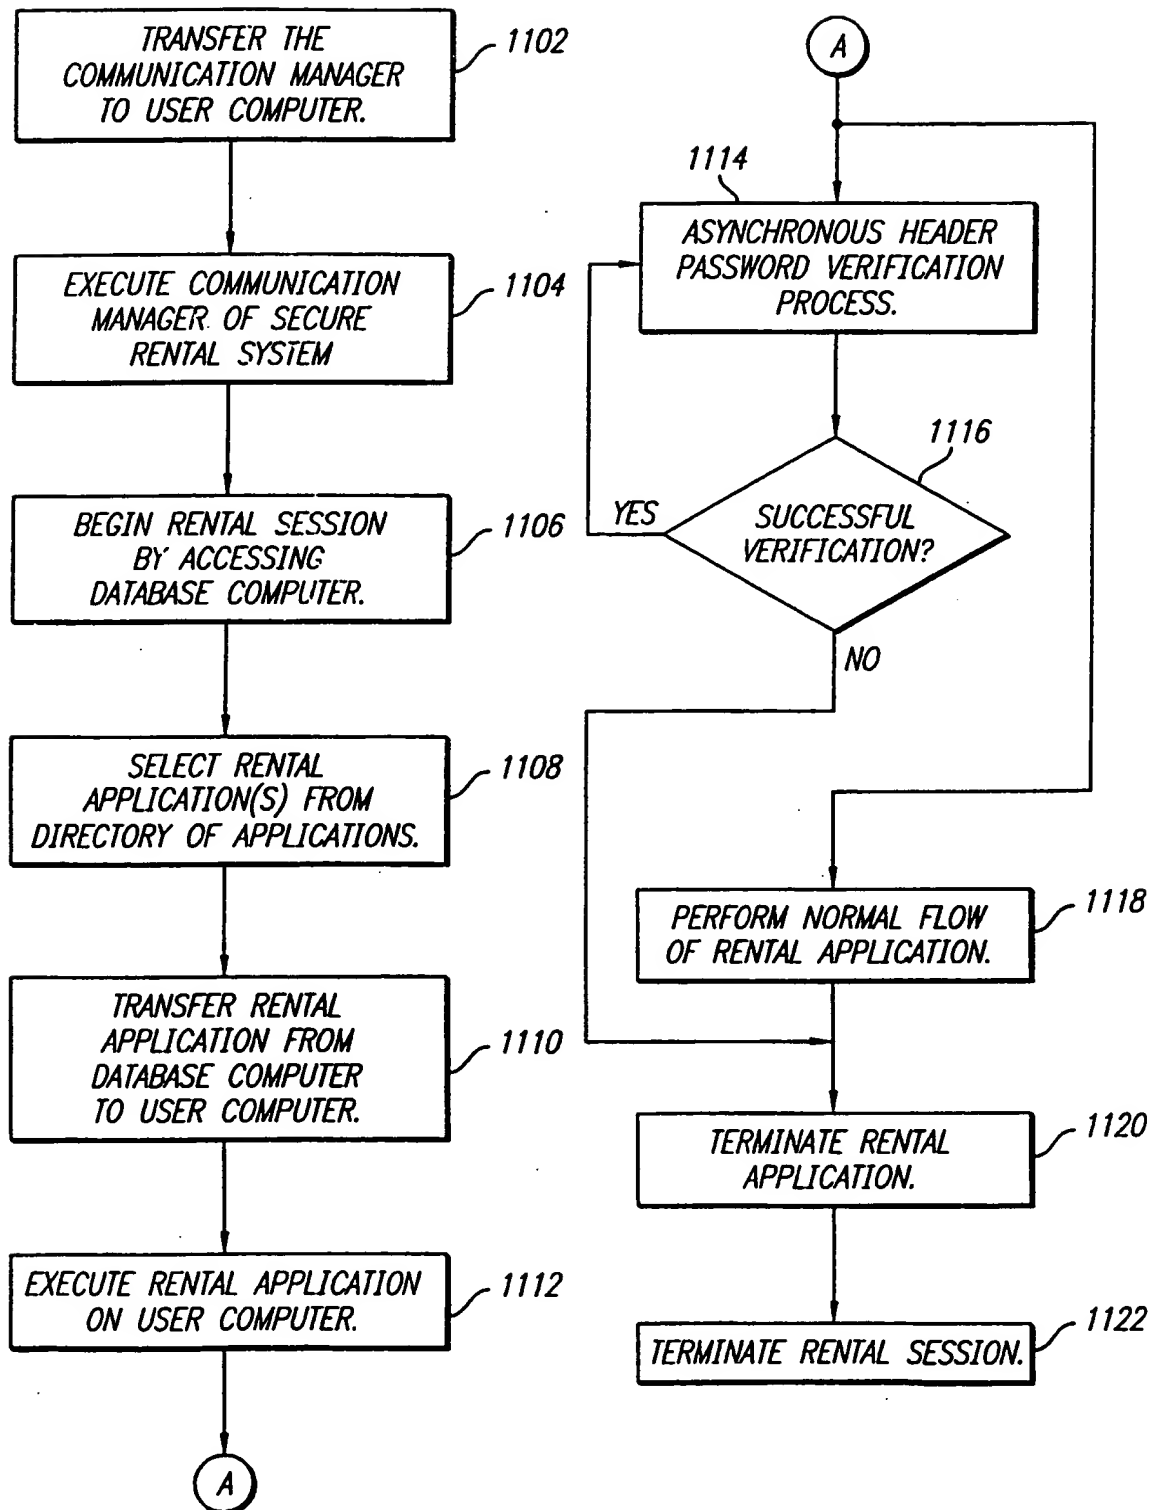 TRANSFER THE
COMMUNICATION MANAGER
TO USER COMPUTER.
1102
EXECUTE COMMUNICATION
MANAGER OF SECURE
RENTAL SYSTEM
1104
BEGIN RENTAL SESSION
BY ACCESSING
DATABASE COMPUTER.
1106
SELECT RENTAL
APPLICATION(S) FROM
DIRECTORY OF APPLICATIONS.
1108
TRANSFER RENTAL
APPLICATION FROM
DATABASE COMPUTER
TO USER COMPUTER.
1110
EXECUTE RENTAL APPLICATION
ON USER COMPUTER.
1112
A
A
1114
ASYNCHRONOUS HEADER
PASSWORD VERIFICATION
PROCESS.
1116
SUCCESSFUL
VERIFICATION?
YES
NO
PERFORM NORMAL FLOW
OF RENTAL APPLICATION.
1118
TERMINATE RENTAL
APPLICATION.
1120
TERMINATE RENTAL SESSION.
1122